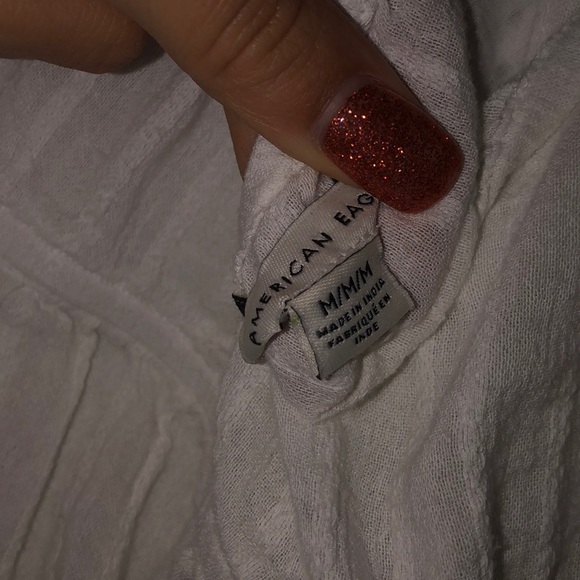 AMERICAN EAG
M/M/M
MADE IN INDIA
FABRIQUÉ EN
INDE